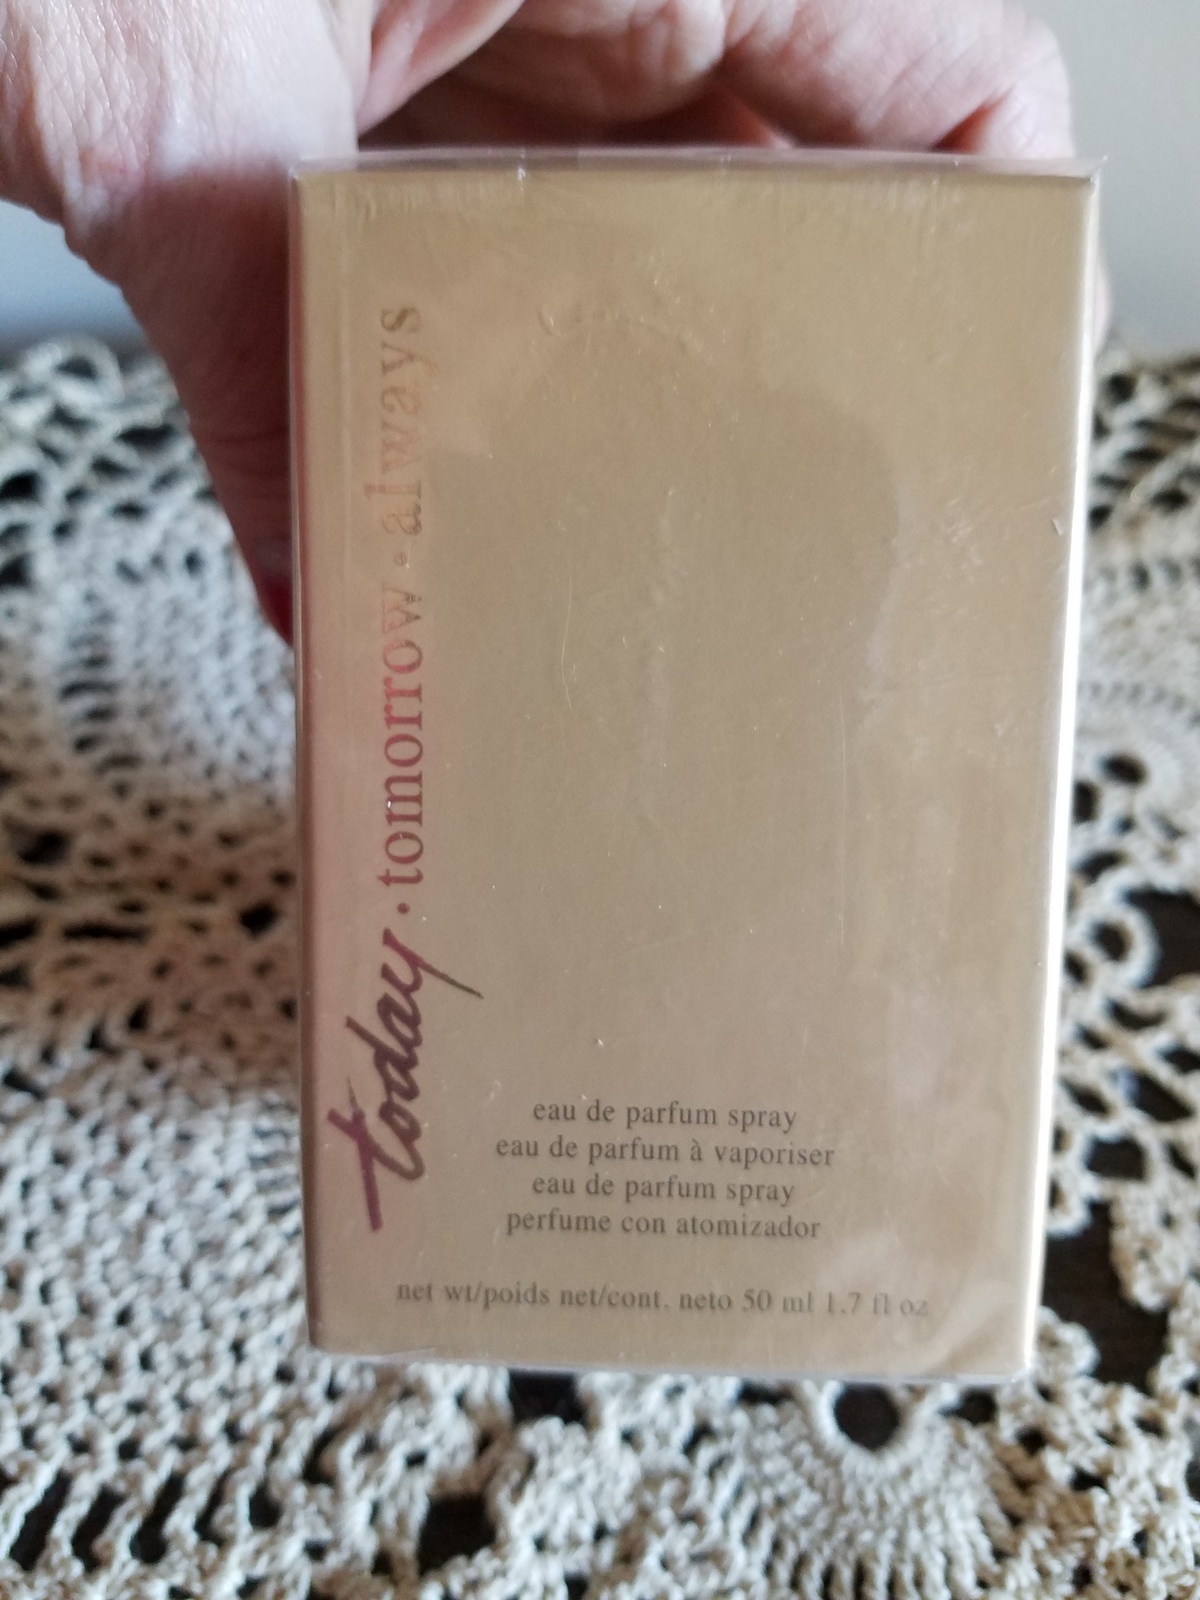 today · tomorrow · always
eau de parfum spray
eau de parfum à vaporiser
eau de parfum spray
perfume con atomizador
net wt/poids net/cont. neto 50 ml 1.7 fl oz